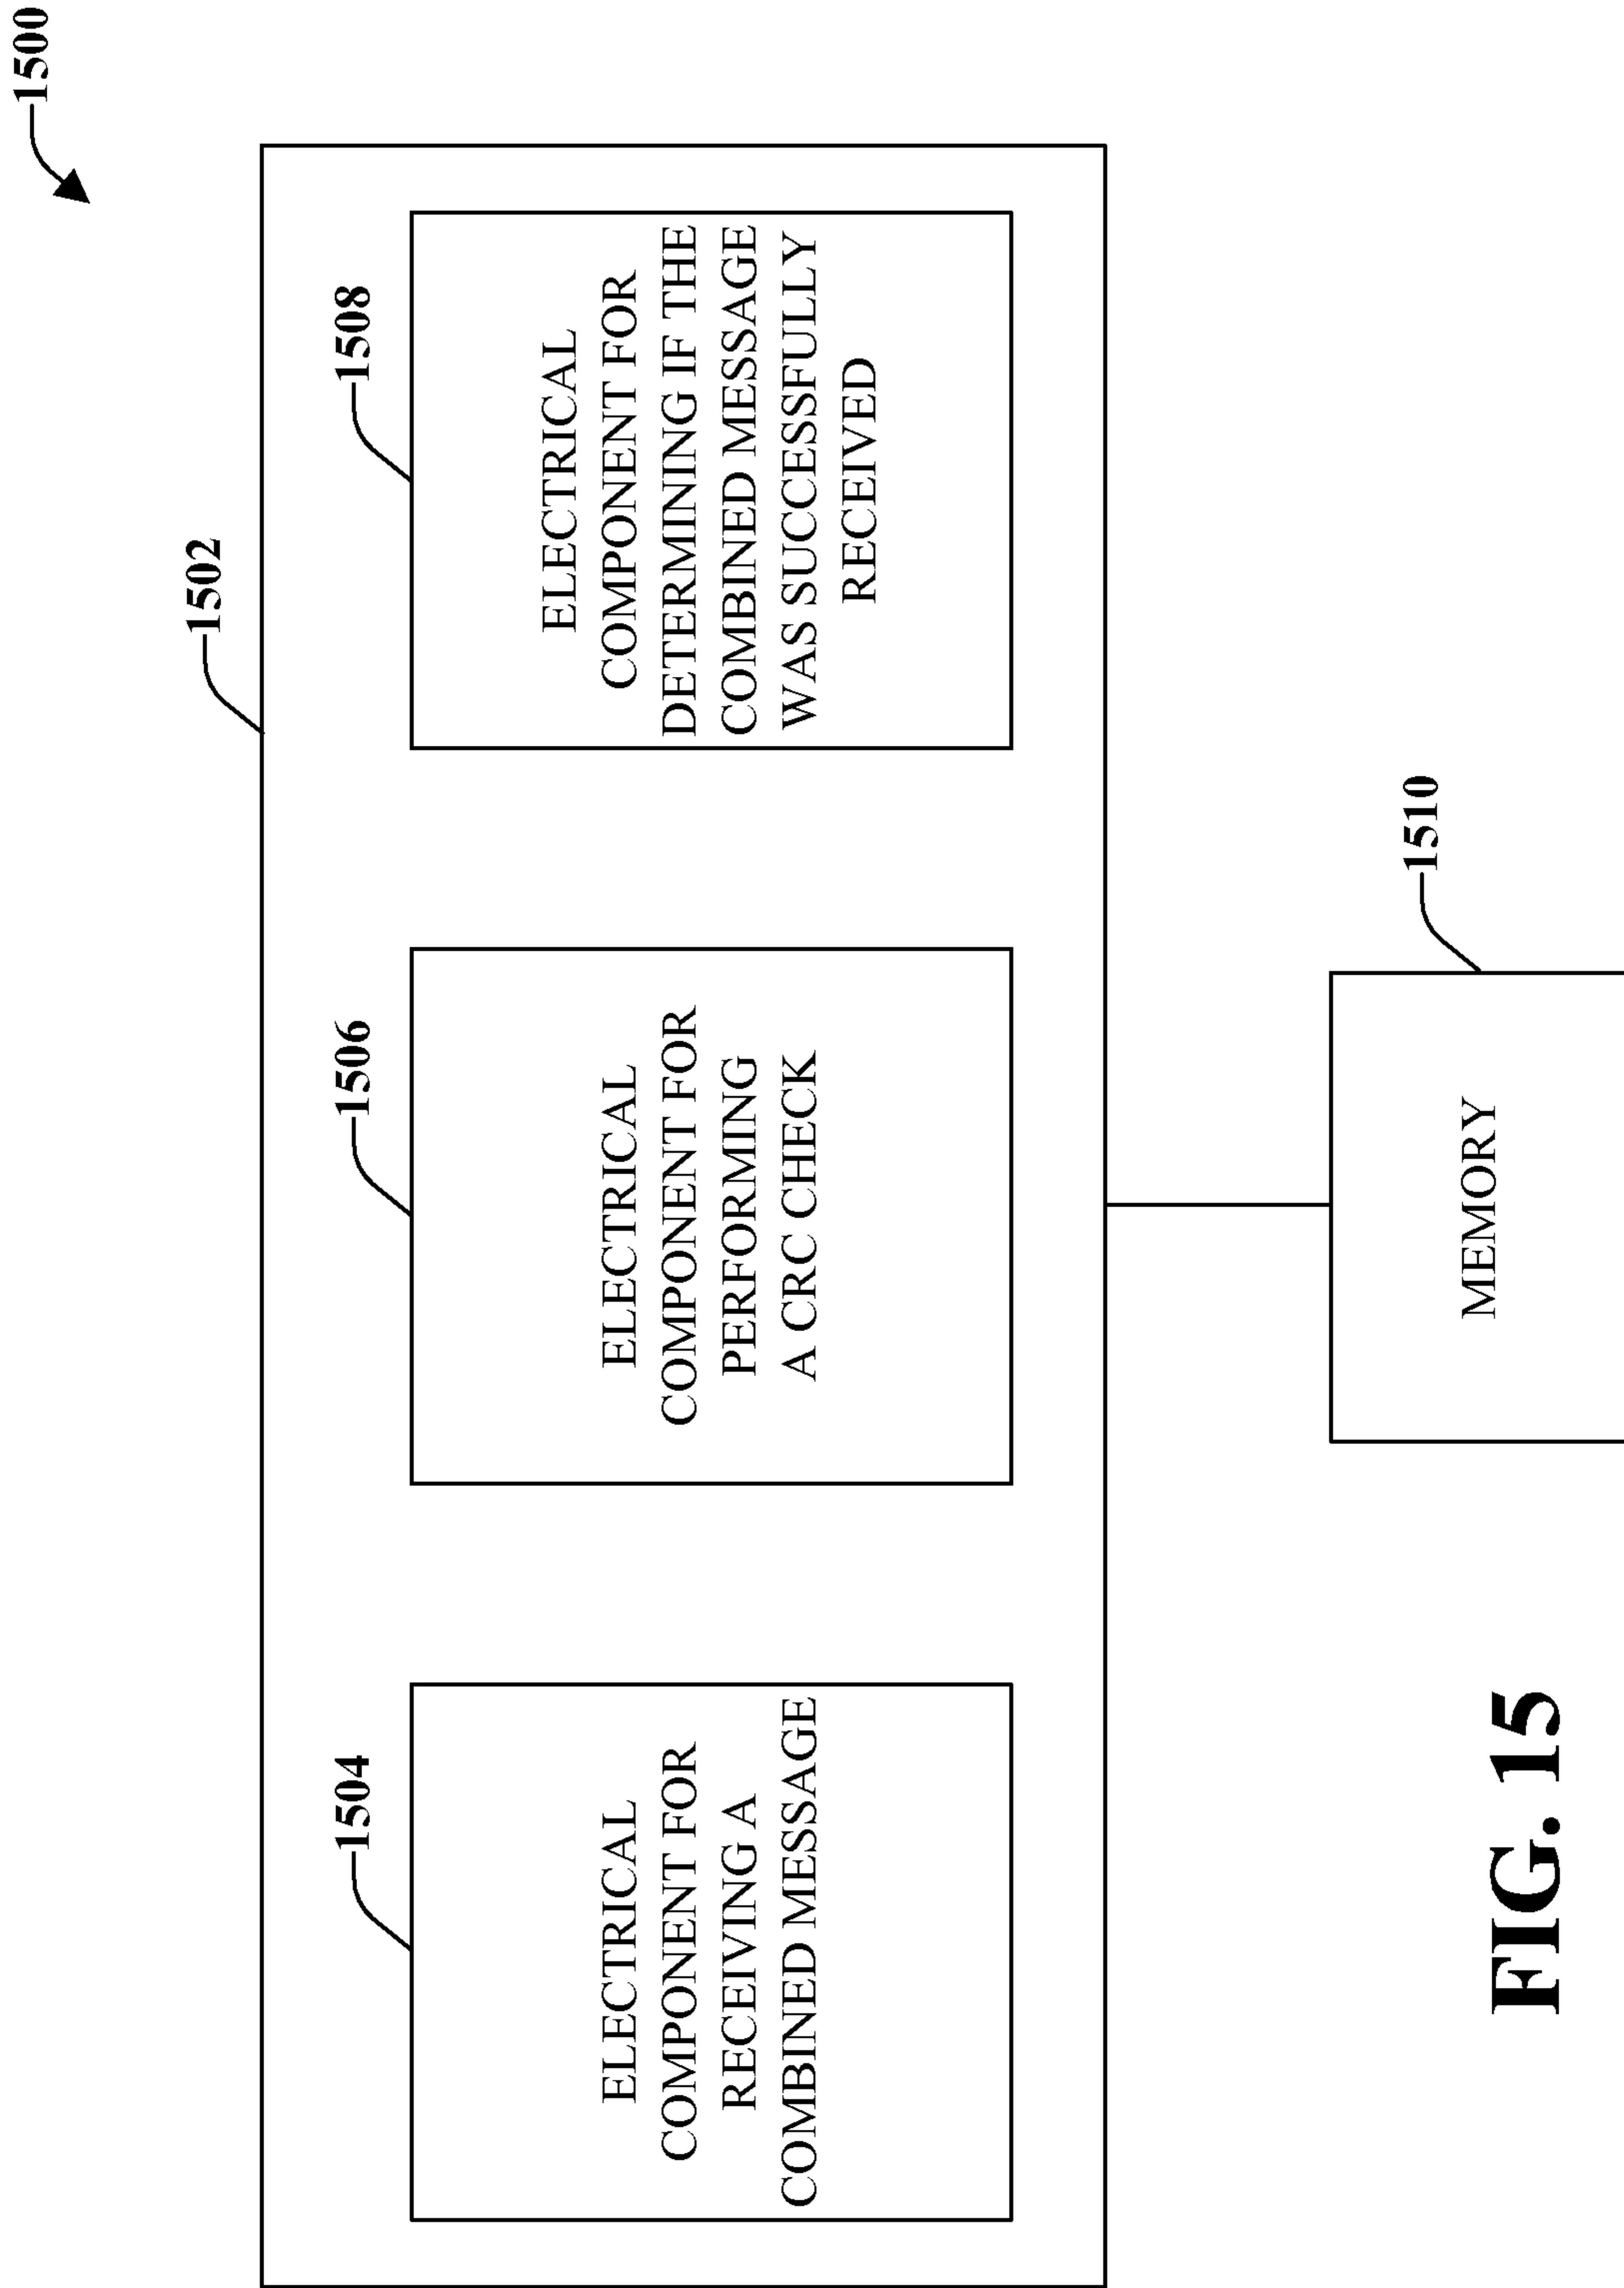 1500
1502
1504
ELECTRICAL
COMPONENT FOR
RECEIVING A
COMBINED MESSAGE
1506
ELECTRICAL
COMPONENT FOR
PERFORMING
A CRC CHECK
1508
ELECTRICAL
COMPONENT FOR
DETERMINING IF THE
COMBINED MESSAGE
WAS SUCCESSFULLY
RECEIVED
1510
MEMORY
FIG. 15